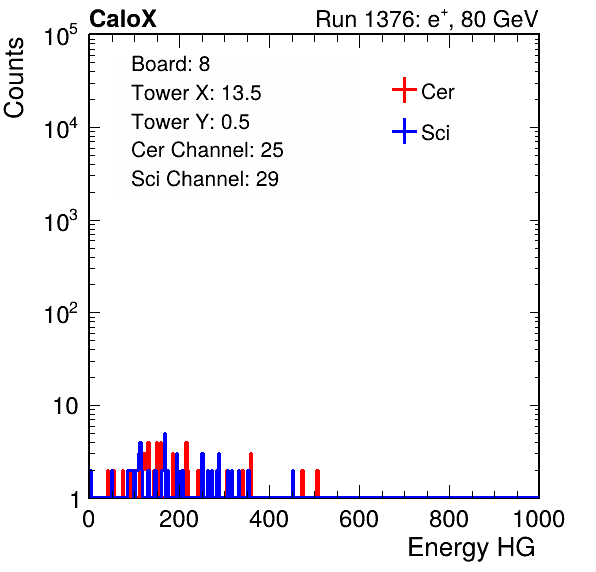 CaloX Run 1376: e+, 80 GeV
Counts
10^5
10^4
10^3
10^2
10
1
Board: 8
Tower X: 13.5
Tower Y: 0.5
Cer Channel: 25
Sci Channel: 29
Cer
Sci
0 200 400 600 800 1000
Energy HG